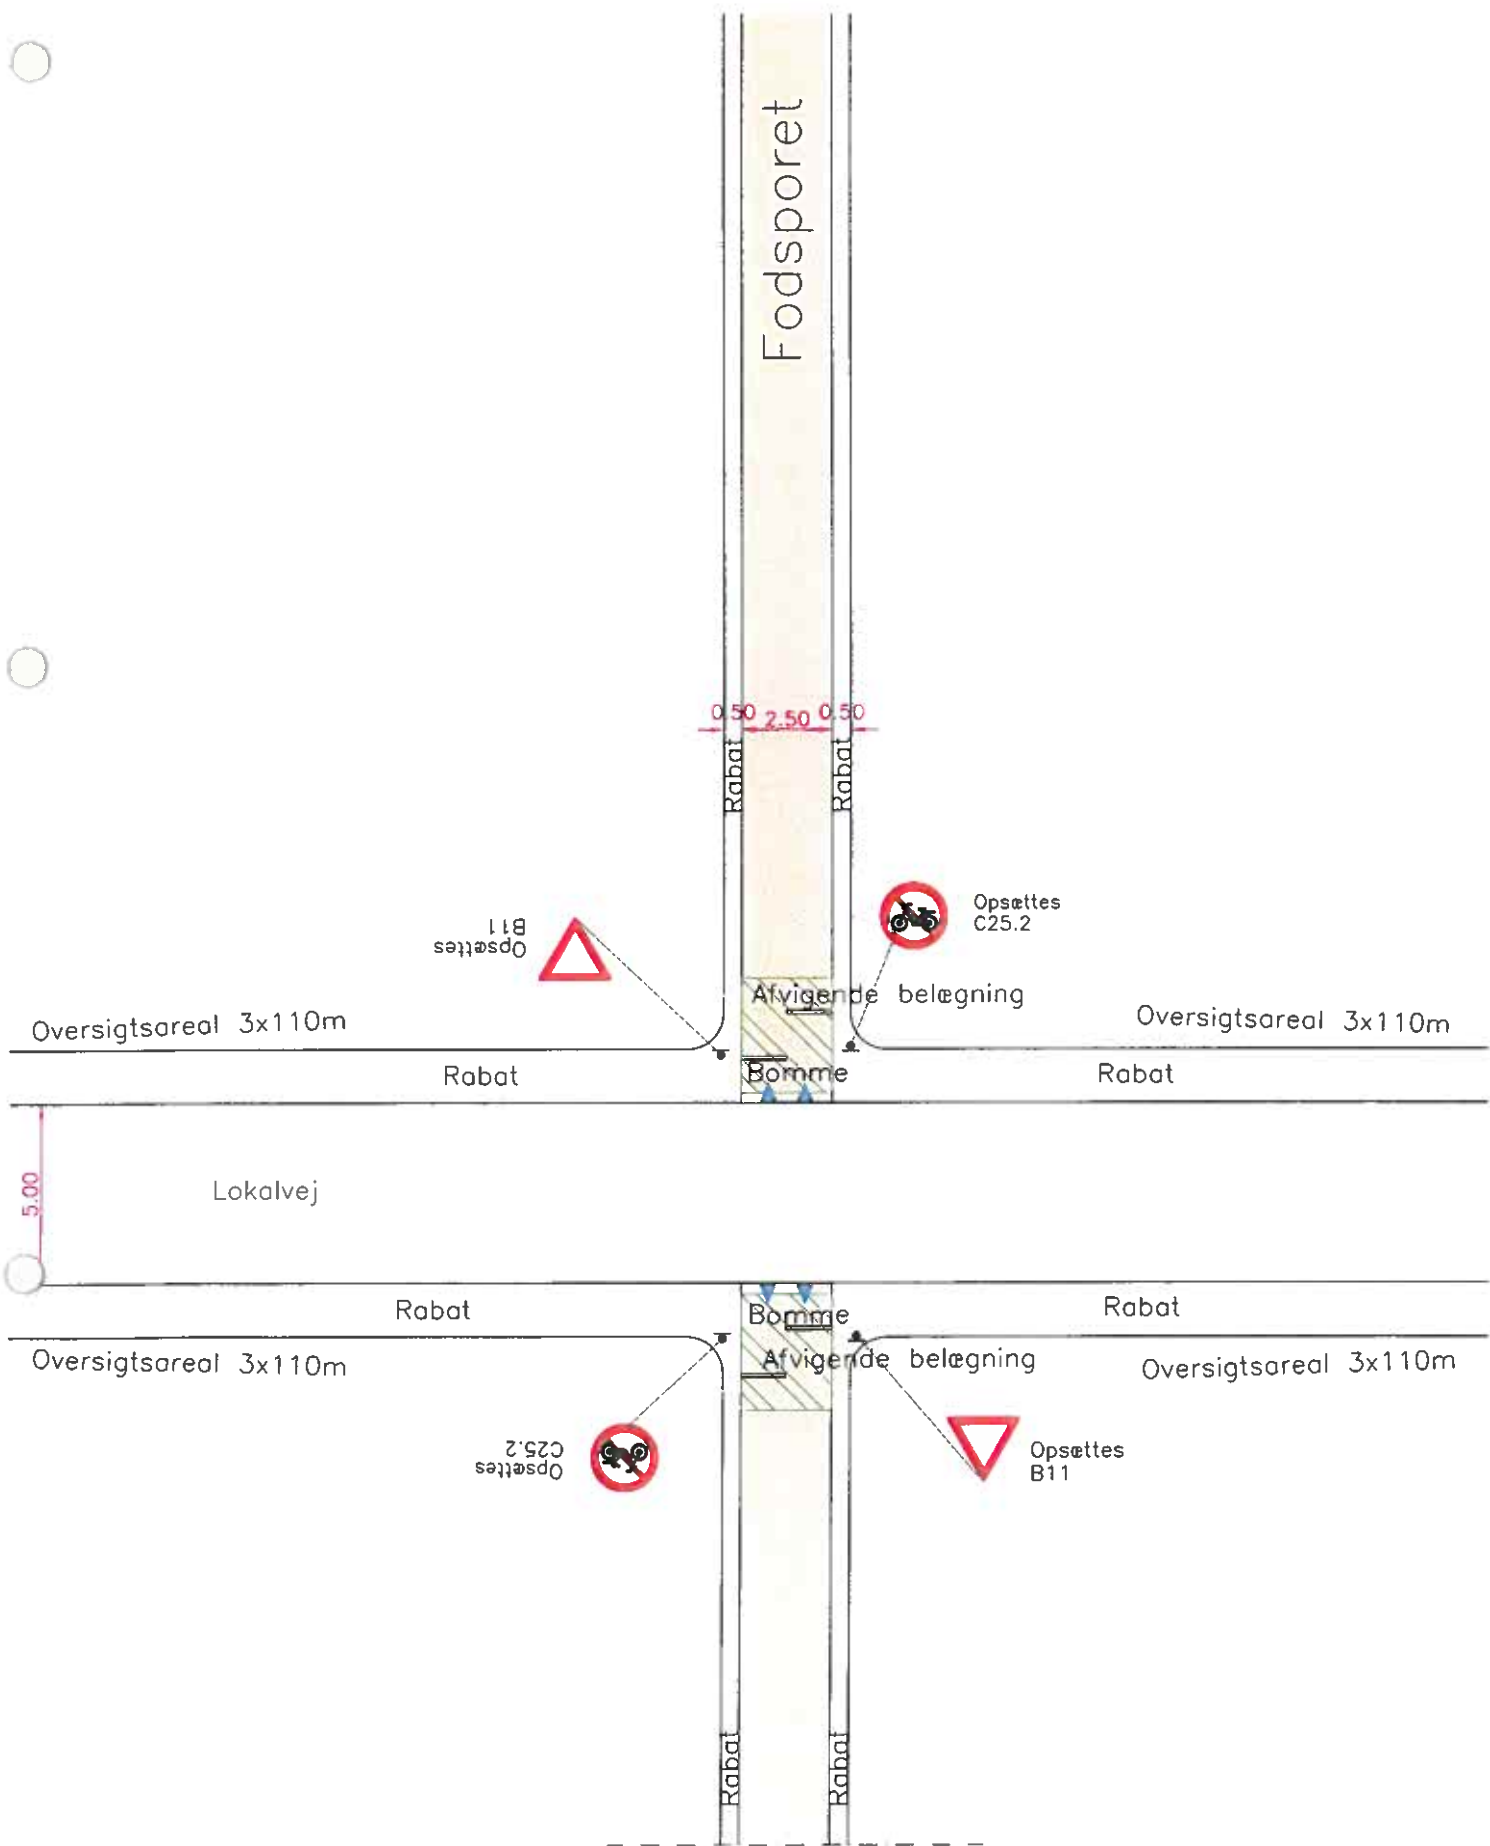 Fodsporet
0.50 2.50 0.50
Rabat
Rabat
Opsættes
B11
Opsættes
C25.2
Afvigende belægning
Oversigtsareal 3x110m
Oversigtsareal 3x110m
Rabat
Bomme
Rabat
5.00
Lokalvej
Rabat
Bomme
Rabat
Oversigtsareal 3x110m
Afvigende belægning
Oversigtsareal 3x110m
Opsættes
C25.2
Opsættes
B11
Rabat
Rabat